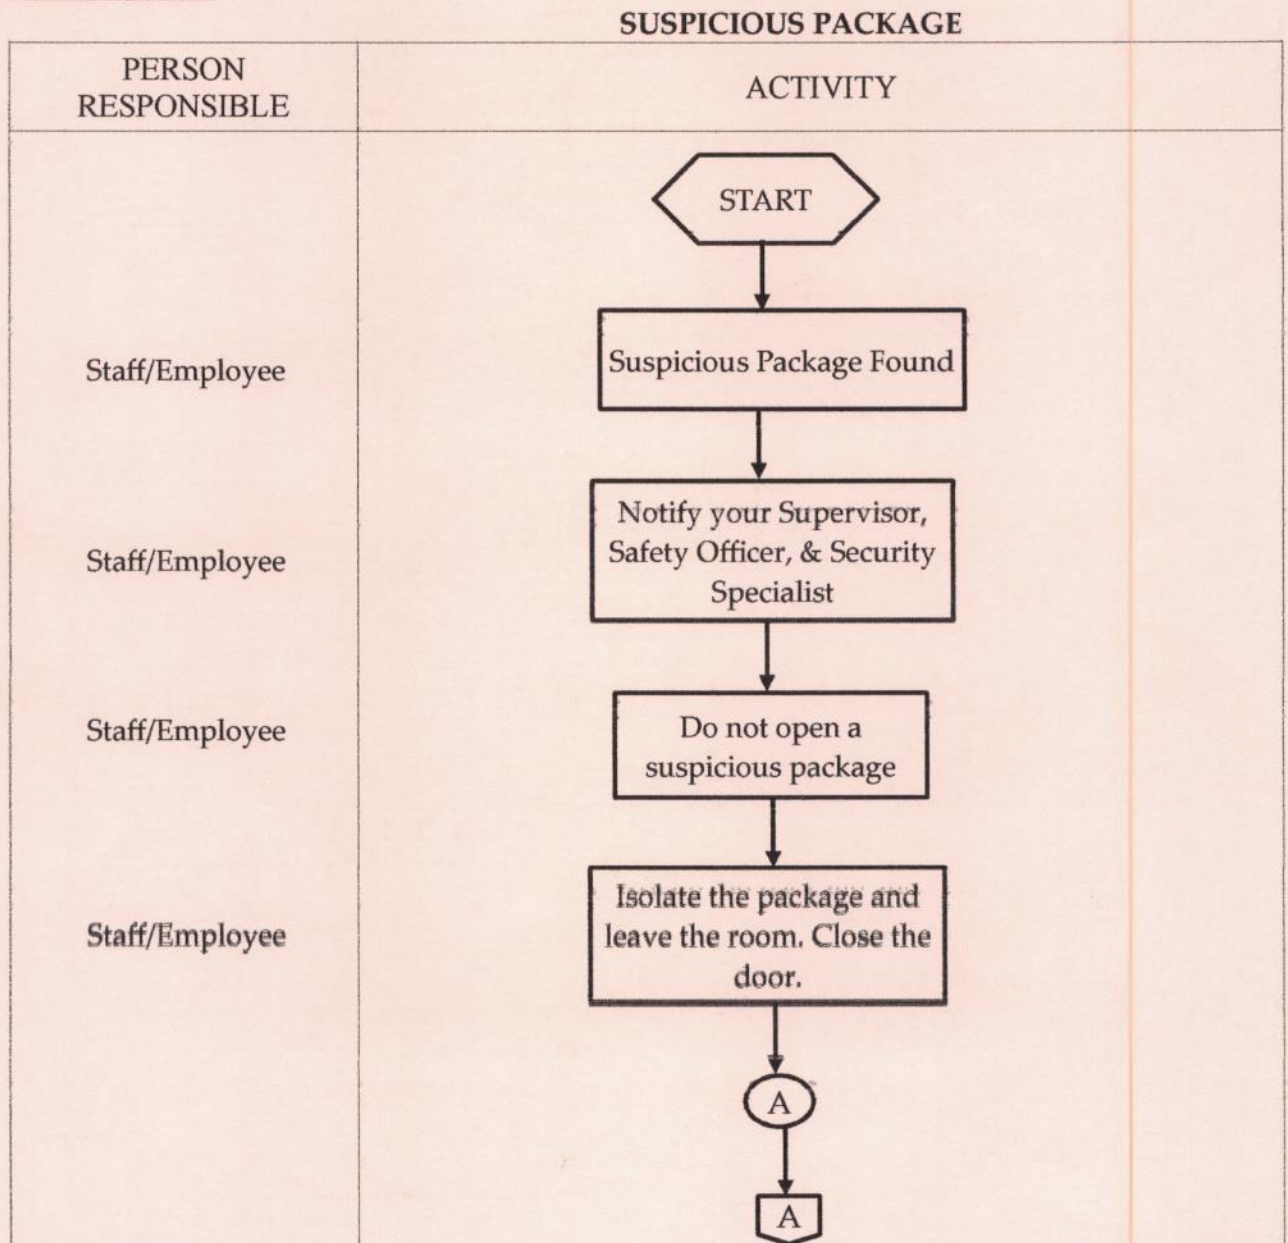 SUSPICIOUS PACKAGE
PERSON
RESPONSIBLE
ACTIVITY
START
Staff/Employee
Suspicious Package Found
Staff/Employee
Notify your Supervisor,
Safety Officer, & Security
Specialist
Staff/Employee
Do not open a
suspicious package
Staff/Employee
Isolate the package and
leave the room. Close the
door.
A
A